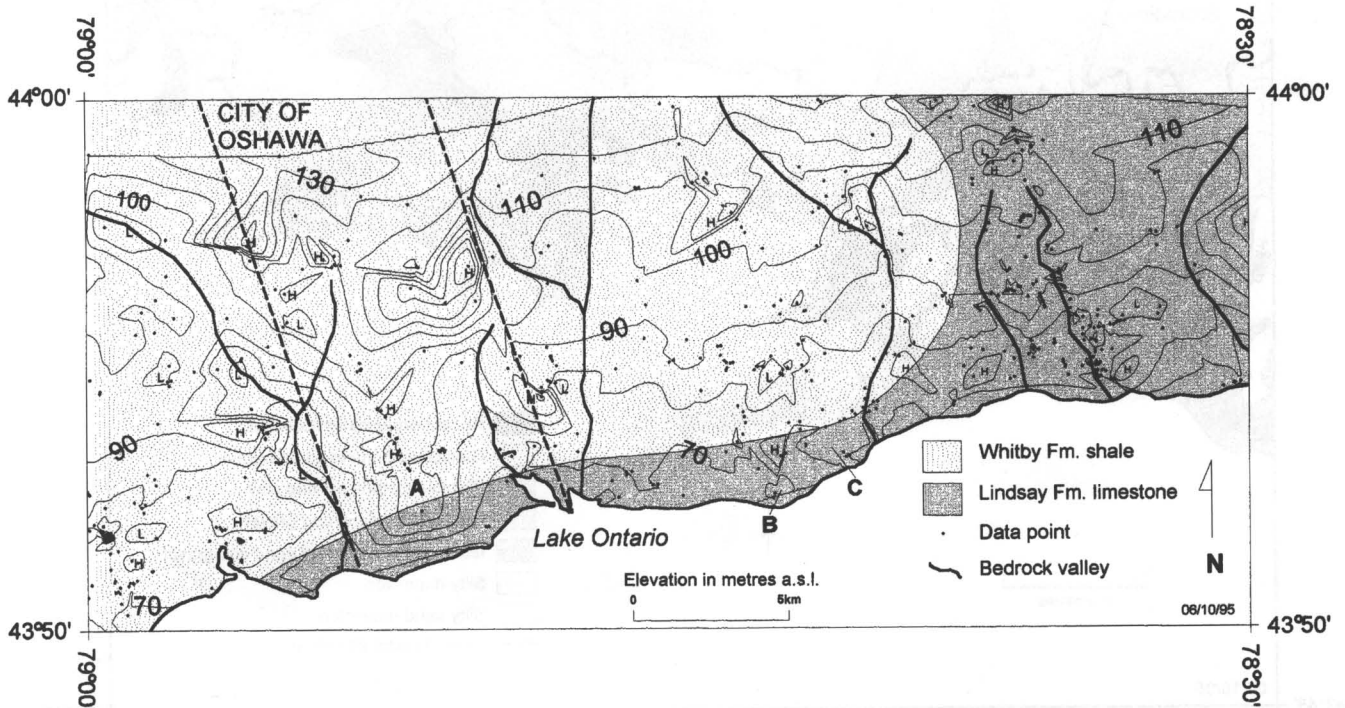 79°00'
78°30'
44°00'
44°00'
CITY OF
OSHAWA
130
110
100
110
H
L
H
L
H
L
100
L
H
H
H
H
H
L
90
L
H
L
L
L
L
H
H
H
H
H
H
H
70
90
A
C
B
H
L
H
70
Lake Ontario
Whitby Fm. shale
Lindsay Fm. limestone
Data point
Bedrock valley
N
Elevation in metres a.s.l.
0 5km
06/10/95
43°50'
43°50'
79°00'
78°30'